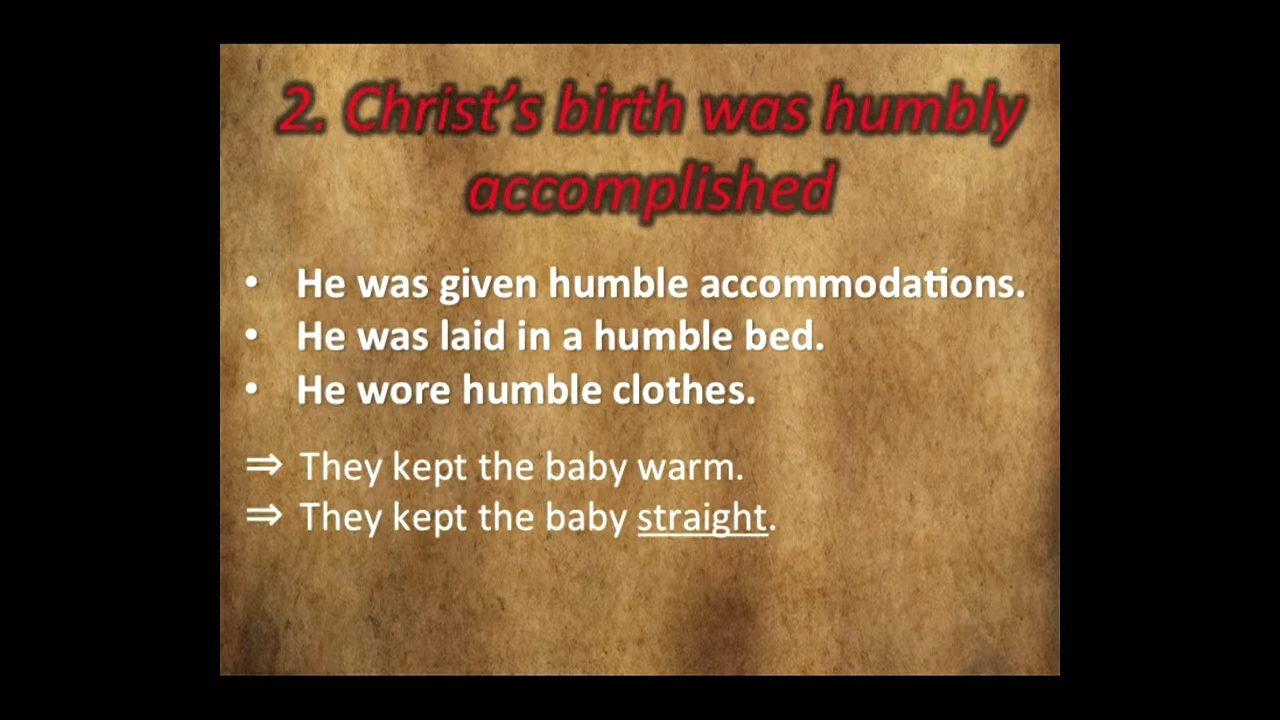 2. Christ’s birth was humbly
accomplished
• He was given humble accommodations.
• He was laid in a humble bed.
• He wore humble clothes.
⇒ They kept the baby warm.
⇒ They kept the baby straight.